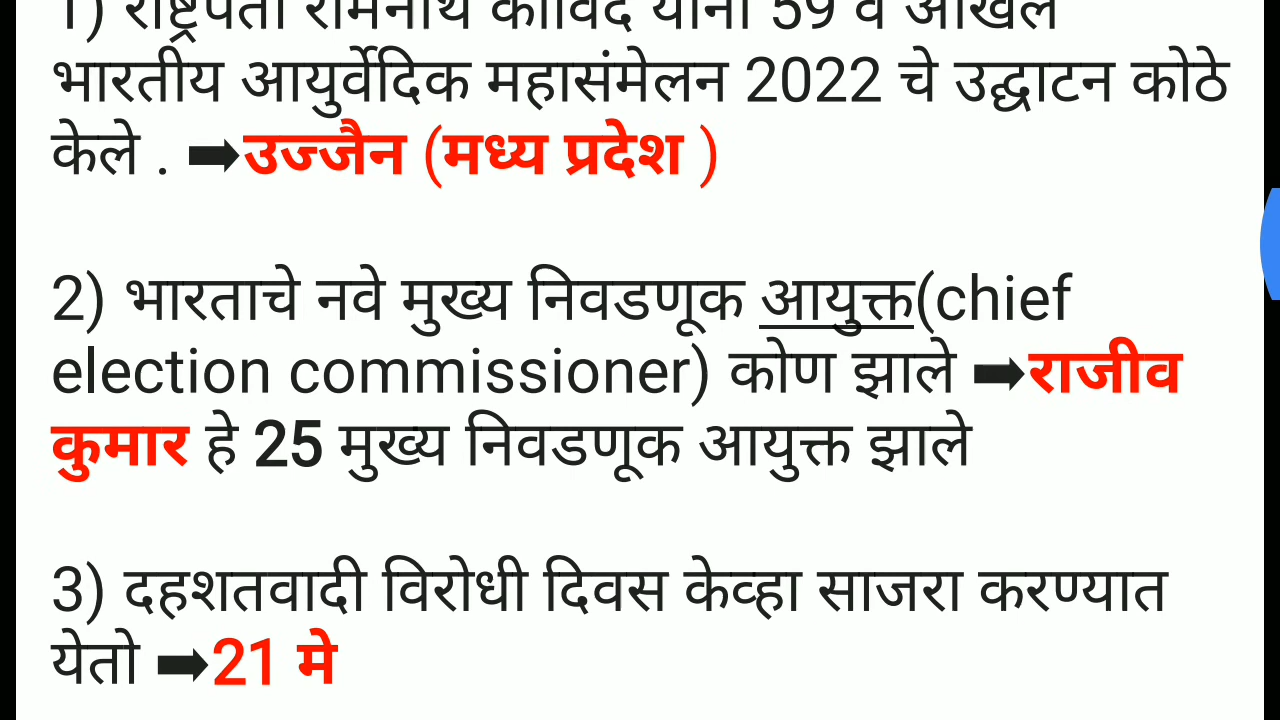 1) राष्ट्रपती रामनाथ कोविंद यांनी 59 वे अखिल
भारतीय आयुर्वेदिक महासंमेलन 2022 चे उद्घाटन कोठे
केले . ➡उज्जैन (मध्य प्रदेश )
2) भारताचे नवे मुख्य निवडणूक आयुक्त(chief
election commissioner) कोण झाले ➡राजीव
कुमार हे 25 मुख्य निवडणूक आयुक्त झाले
3) दहशतवादी विरोधी दिवस केव्हा साजरा करण्यात
येतो ➡21 मे